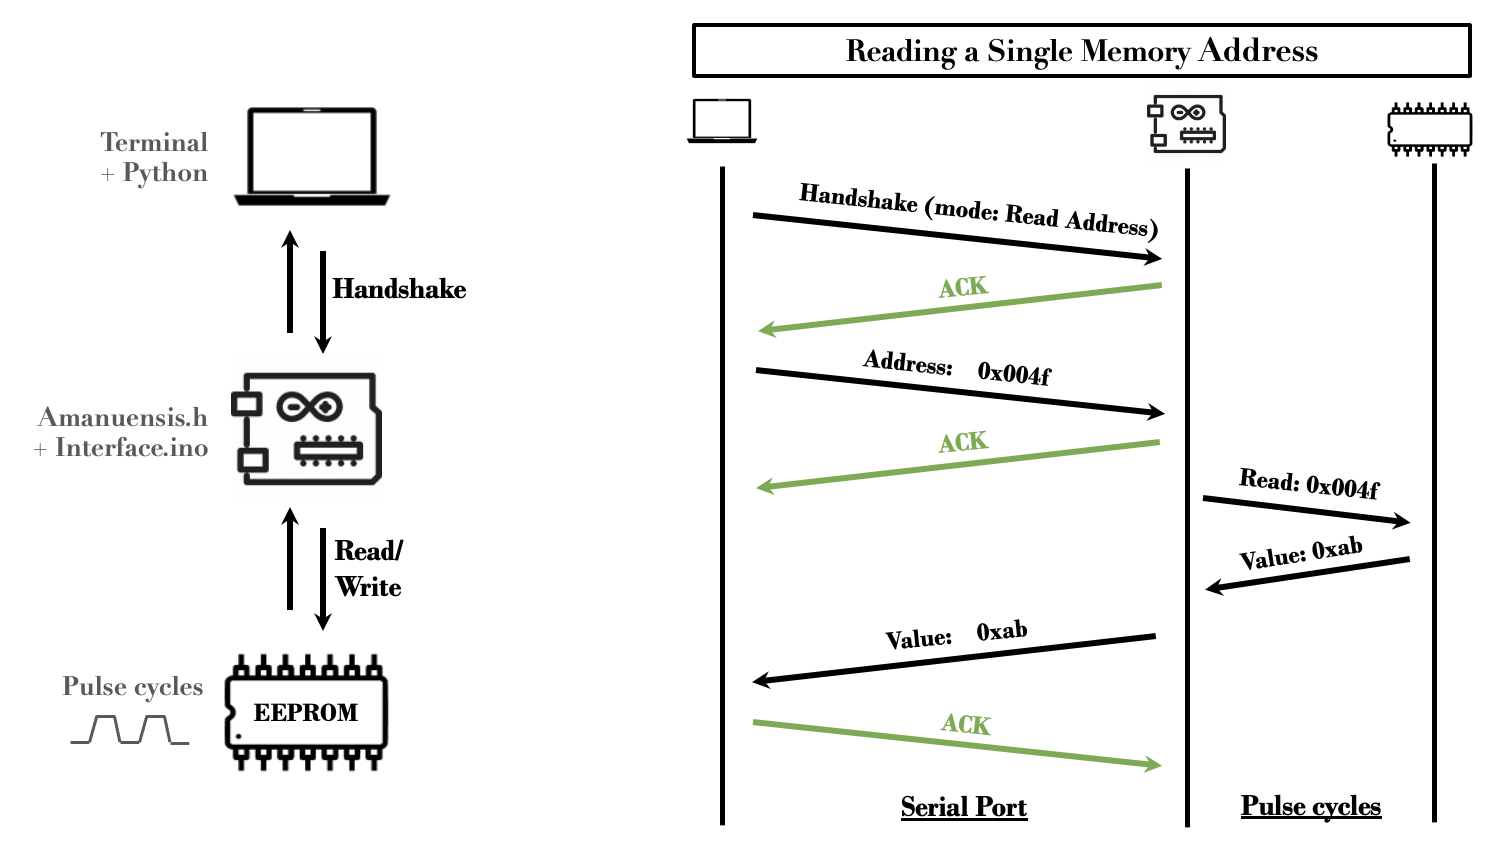 Reading a Single Memory Address
Terminal
+ Python
Handshake
Amanuensis.h
+ Interface.ino
Read/
Write
Pulse cycles
EEPROM
Handshake (mode: Read Address)
ACK
Address: 0x004f
ACK
Read: 0x004f
Value: 0xab
Value: 0xab
ACK
Serial Port
Pulse cycles